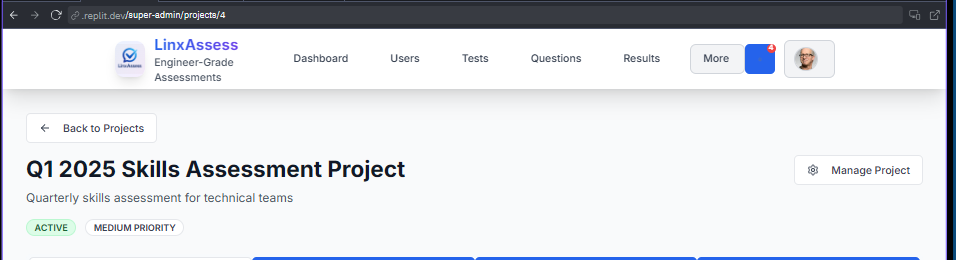 .replit.dev/super-admin/projects/4
LinxAssess
Engineer-Grade
Assessments
LinxAssess
Dashboard
Users
Tests
Questions
Results
More
4
Back to Projects
Q1 2025 Skills Assessment Project
Manage Project
Quarterly skills assessment for technical teams
ACTIVE
MEDIUM PRIORITY